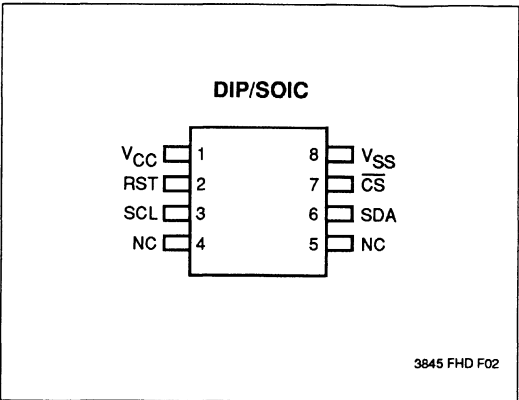 DIP/SOIC
VCC 1 8 VSS
RST 2 7 C̅S̅
SCL 3 6 SDA
NC 4 5 NC
3845 FHD F02